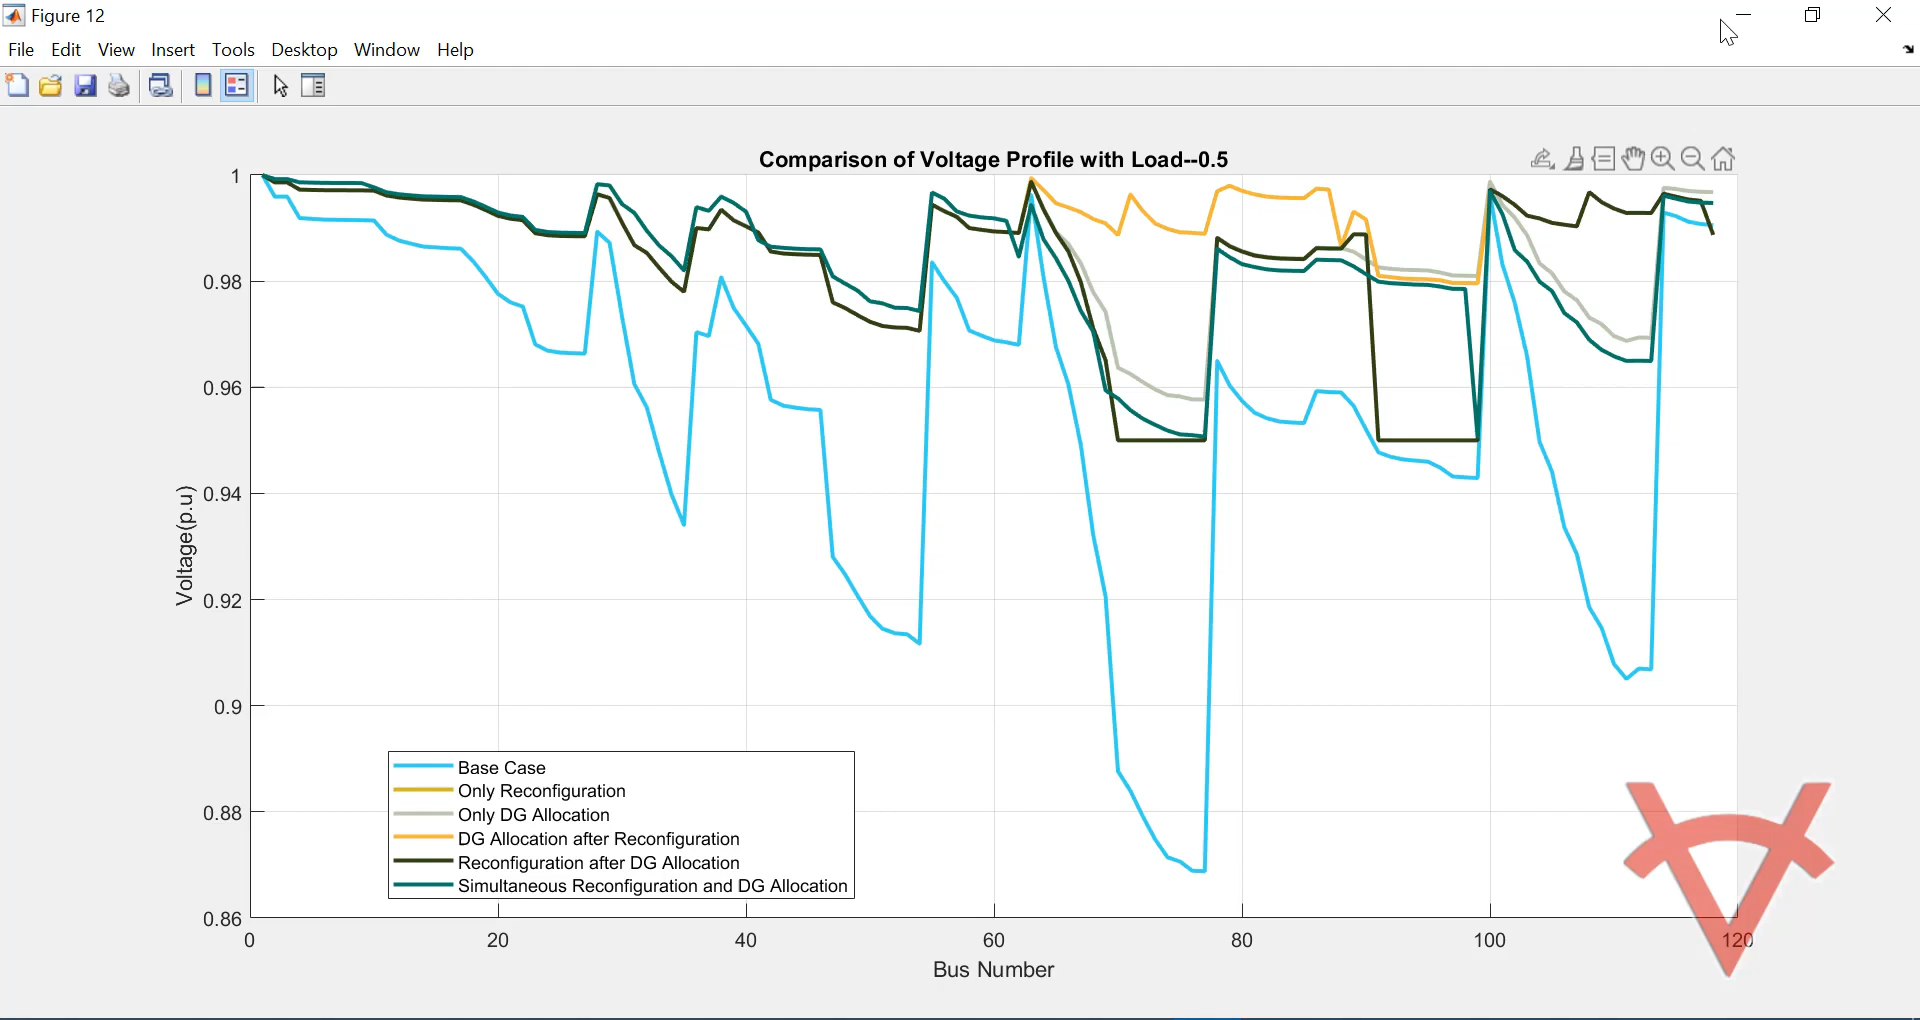 Figure 12
File Edit View Insert Tools Desktop Window Help
Comparison of Voltage Profile with Load--0.5
1
0.98
0.96
0.94
0.92
0.9
0.88
0.86
Voltage(p.u)
Base Case
Only Reconfiguration
Only DG Allocation
DG Allocation after Reconfiguration
Reconfiguration after DG Allocation
Simultaneous Reconfiguration and DG Allocation
0 20 40 60 80 100 120
Bus Number